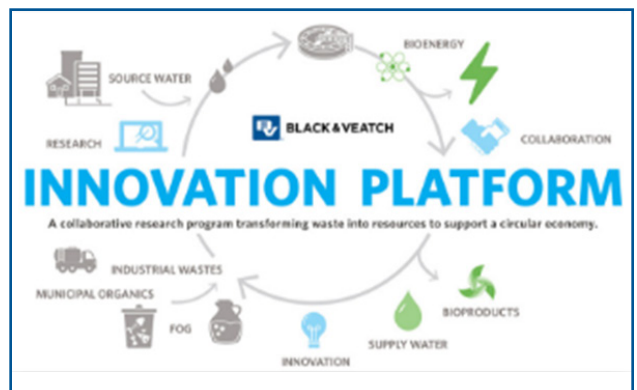 BIOENERGY
SOURCE WATER
BLACK & VEATCH
RESEARCH
COLLABORATION
INNOVATION PLATFORM
A collaborative research program transforming waste into resources to support a circular economy.
INDUSTRIAL WASTES
MUNICIPAL ORGANICS
BIOPRODUCTS
FOG
SUPPLY WATER
INNOVATION